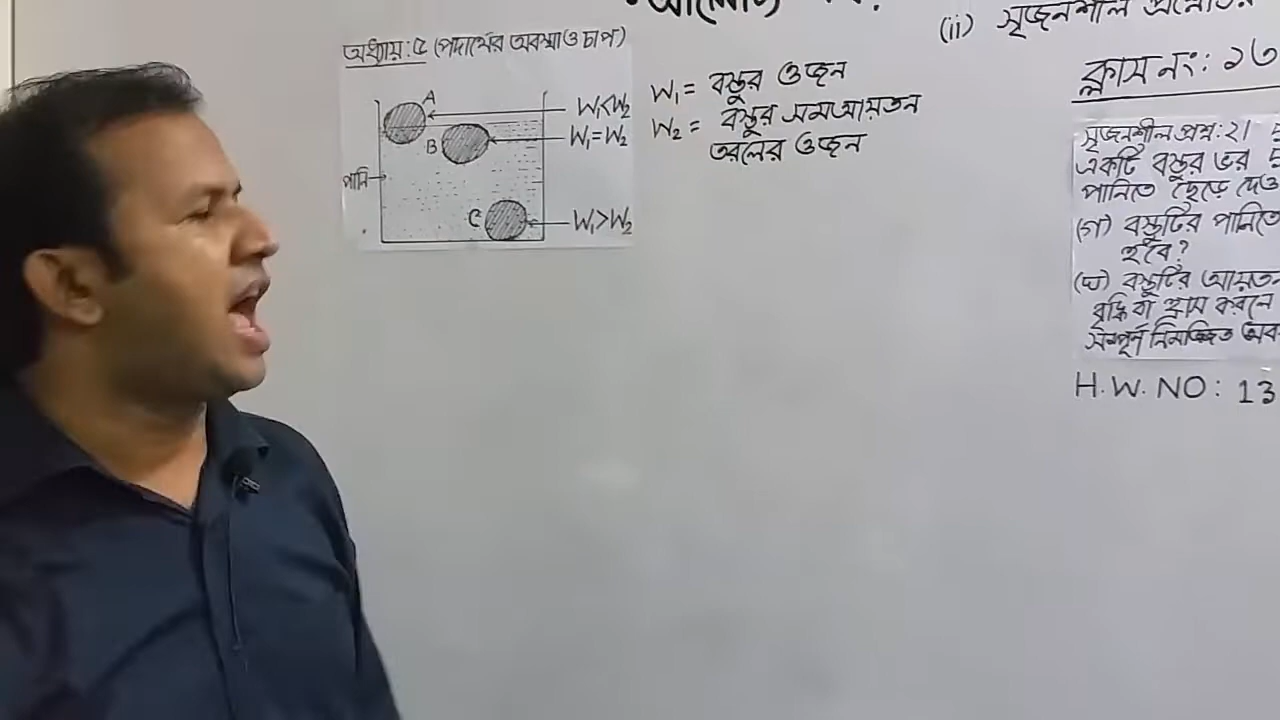 (ii) সৃজনশীল
অধ্যায়: ৫ (পদার্থের অবস্থা ও চাপ)
A
W₁<W₂
B
W₁=W₂
পানি
C
W₁>W₂
W₁ = বস্তুর ওজন
W₂ = বস্তুর সমআয়তন
তরলের ওজন
ক্লাস নং: ১৩
সৃজনশীল প্রশ্ন: ২।
একটি বস্তুর ভর
পানিতে ছেড়ে দেও
(গ) বস্তুটির পানিতে
হবে?
(ঘ) বস্তুটির আয়তন
বৃদ্ধি বা হ্রাস করলে
সম্পূর্ণ নিমজ্জিত অব
H.W. NO: 13